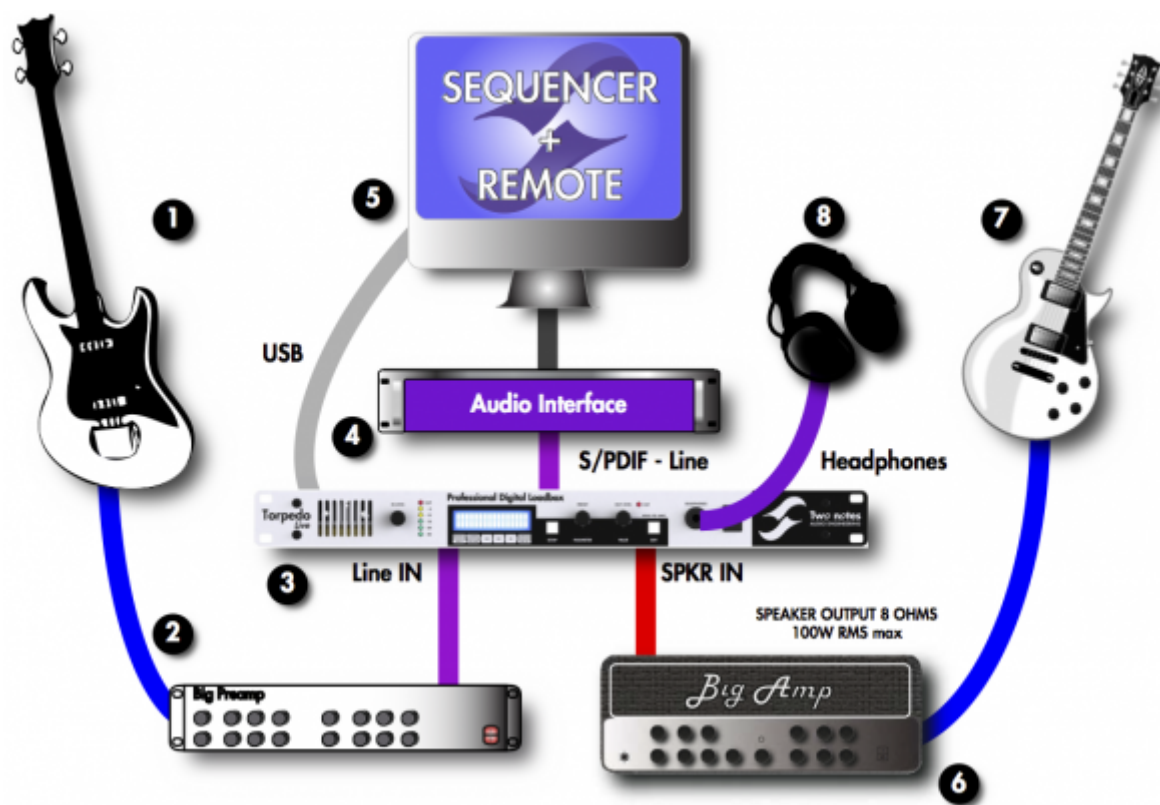 SEQUENCER
+
REMOTE
5
1
8
7
USB
Audio Interface
4
S/PDIF - Line
Headphones
Professional Digital Loadbox
Torpedo
Live
Two notes
AUDIO ENGINEERING
3
Line IN
SPKR IN
2
SPEAKER OUTPUT 8 OHMS
100W RMS max
Big Preamp
Big Amp
6